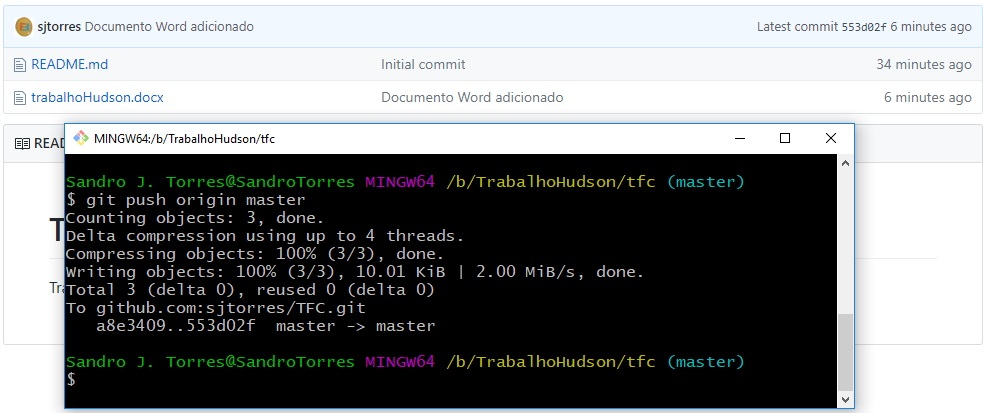 sjtorres Documento Word adicionado Latest commit 553d02f 6 minutes ago
README.md Initial commit 34 minutes ago
trabalhoHudson.docx Documento Word adicionado 6 minutes ago
READ
MINGW64:/b/TrabalhoHudson/tfc
Sandro J. Torres@SandroTorres MINGW64 /b/TrabalhoHudson/tfc (master)
$ git push origin master
Counting objects: 3, done.
Delta compression using up to 4 threads.
Compressing objects: 100% (3/3), done.
Writing objects: 100% (3/3), 10.01 KiB | 2.00 MiB/s, done.
Total 3 (delta 0), reused 0 (delta 0)
To github.com:sjtorres/TFC.git
a8e3409..553d02f master -> master
Sandro J. Torres@SandroTorres MINGW64 /b/TrabalhoHudson/tfc (master)
$